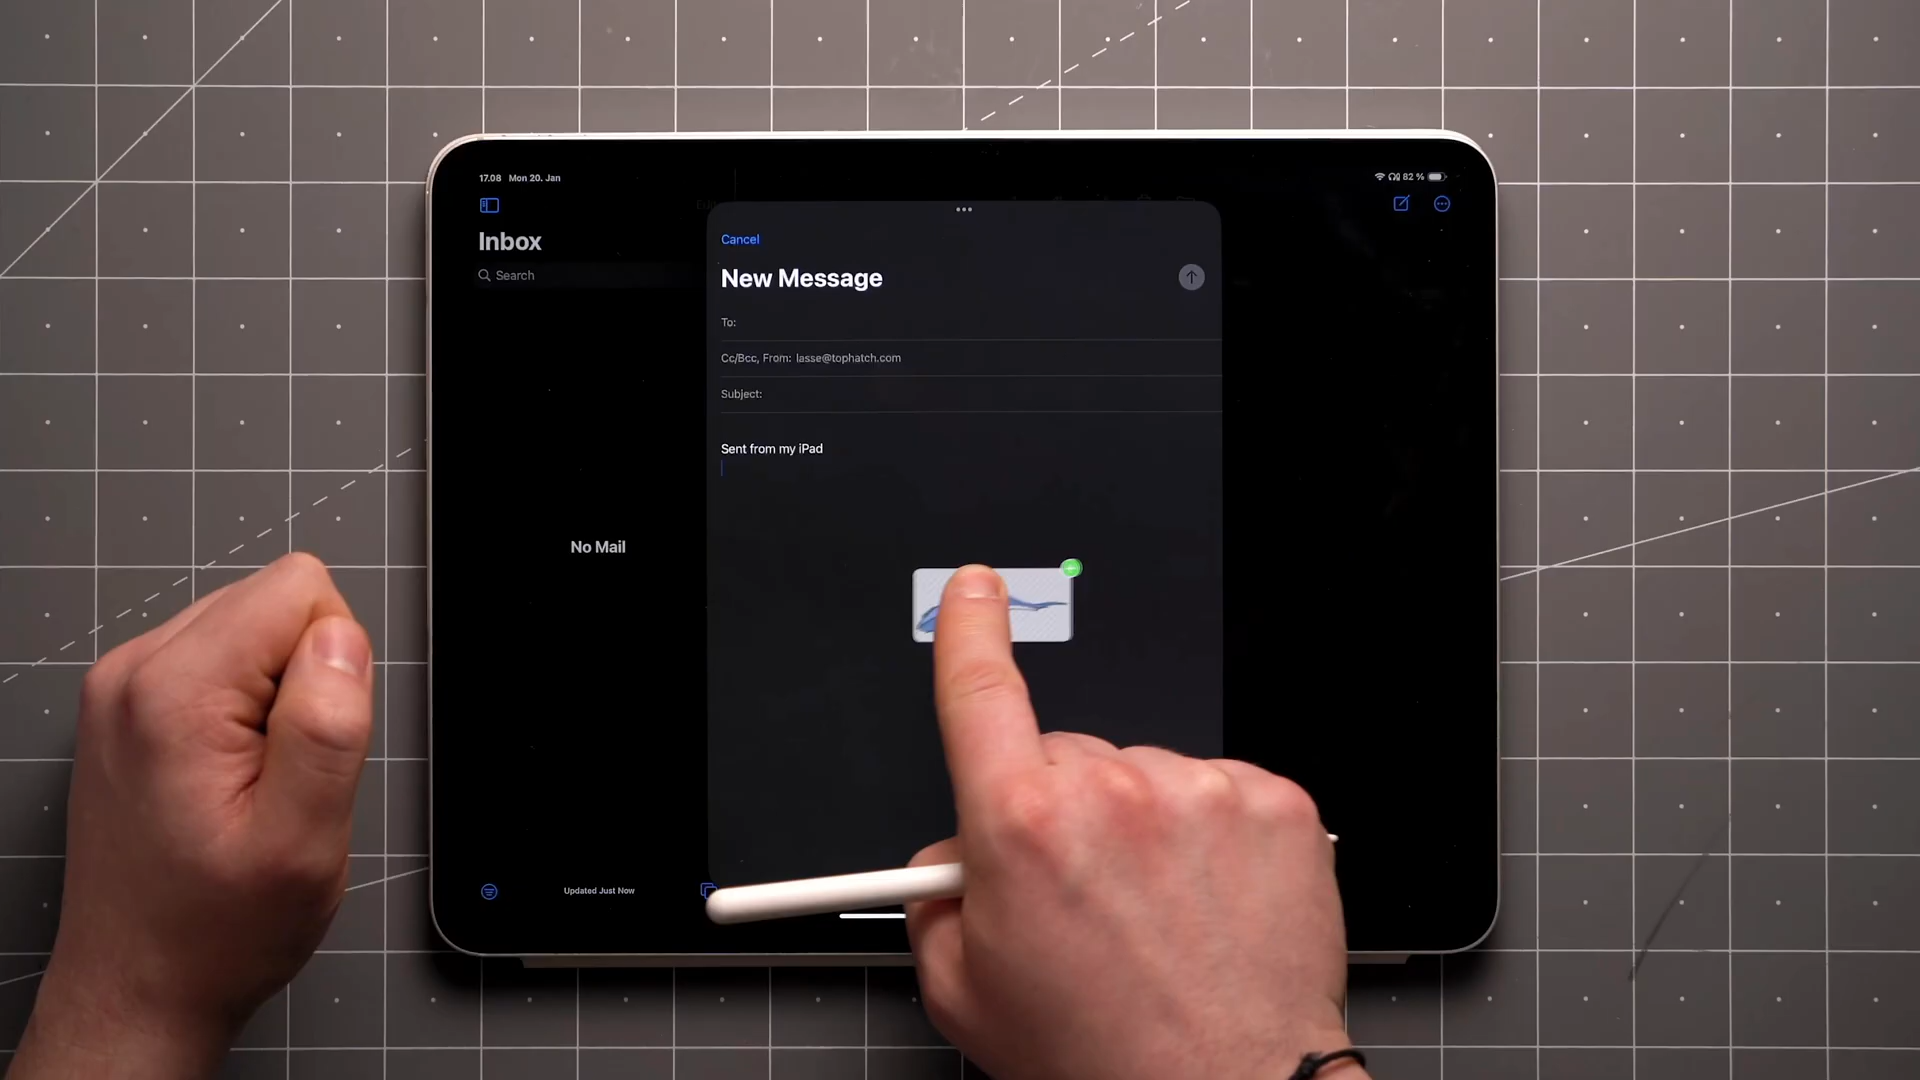 17.08 Mon 20. Jan
82 %
Inbox
Search
Cancel
New Message
To:
Cc/Bcc, From: lasse@tophatch.com
Subject:
Sent from my iPad
No Mail
Updated Just Now